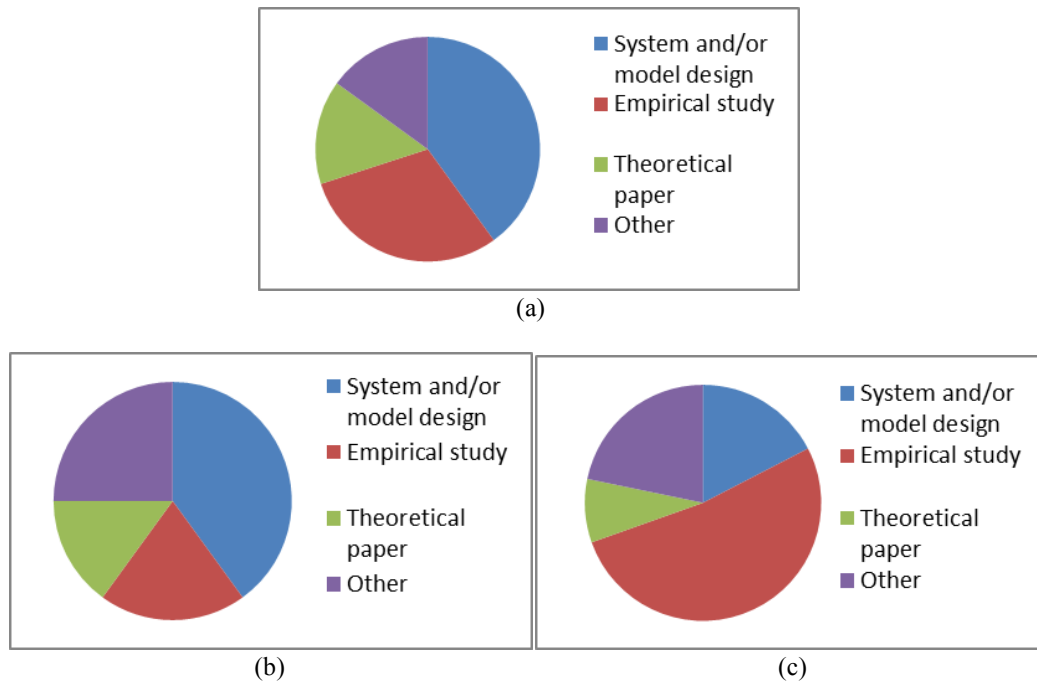 System and/or
model design
Empirical study
Theoretical
paper
Other
(a)
System and/or
model design
Empirical study
Theoretical
paper
Other
(b)
System and/or
model design
Empirical study
Theoretical
paper
Other
(c)